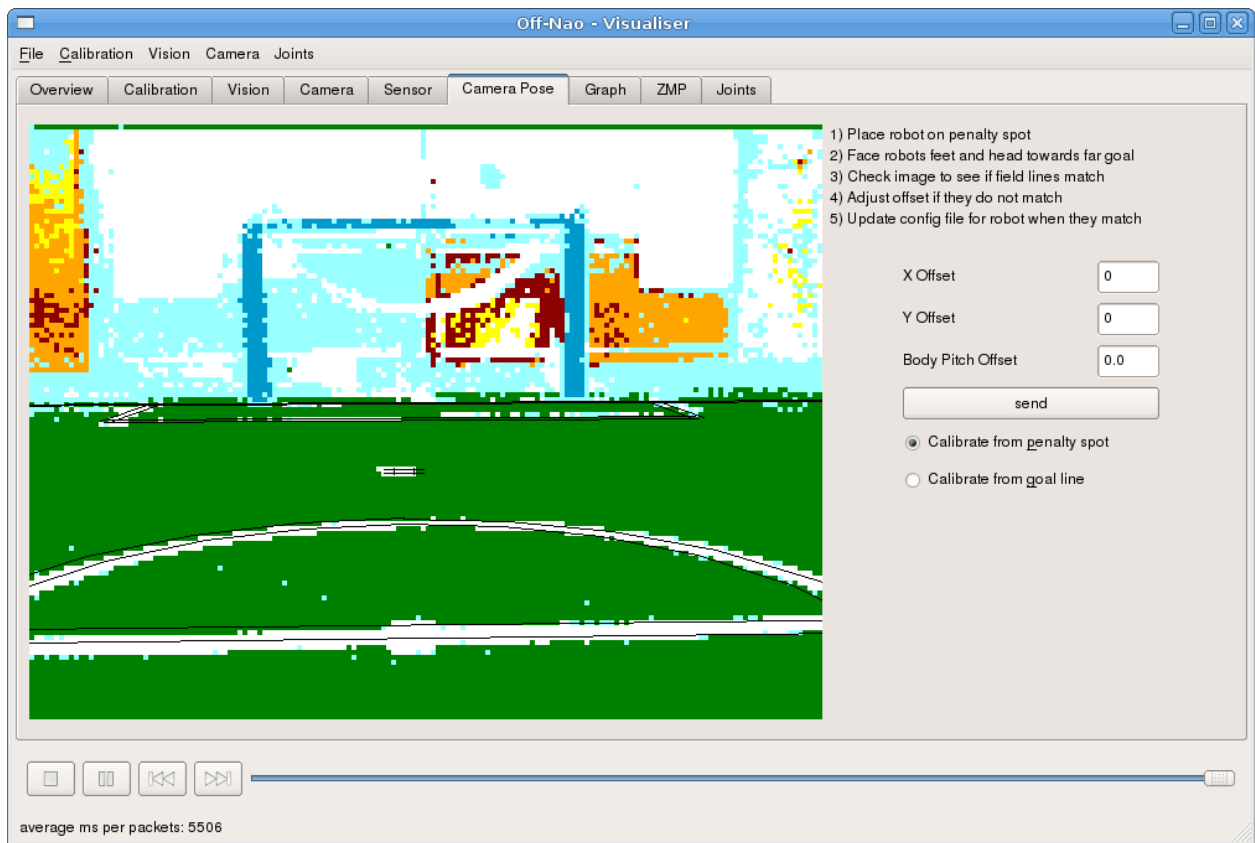 Off-Nao - Visualiser
File Calibration Vision Camera Joints
Overview Calibration Vision Camera Sensor Camera Pose Graph ZMP Joints
1) Place robot on penalty spot
2) Face robots feet and head towards far goal
3) Check image to see if field lines match
4) Adjust offset if they do not match
5) Update config file for robot when they match
X Offset 0
Y Offset 0
Body Pitch Offset 0.0
send
Calibrate from penalty spot
Calibrate from goal line
average ms per packets: 5506